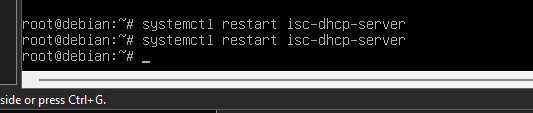 root@debian:~# systemctl restart isc-dhcp-server
root@debian:~# systemctl restart isc-dhcp-server
root@debian:~# _
side or press Ctrl+G.